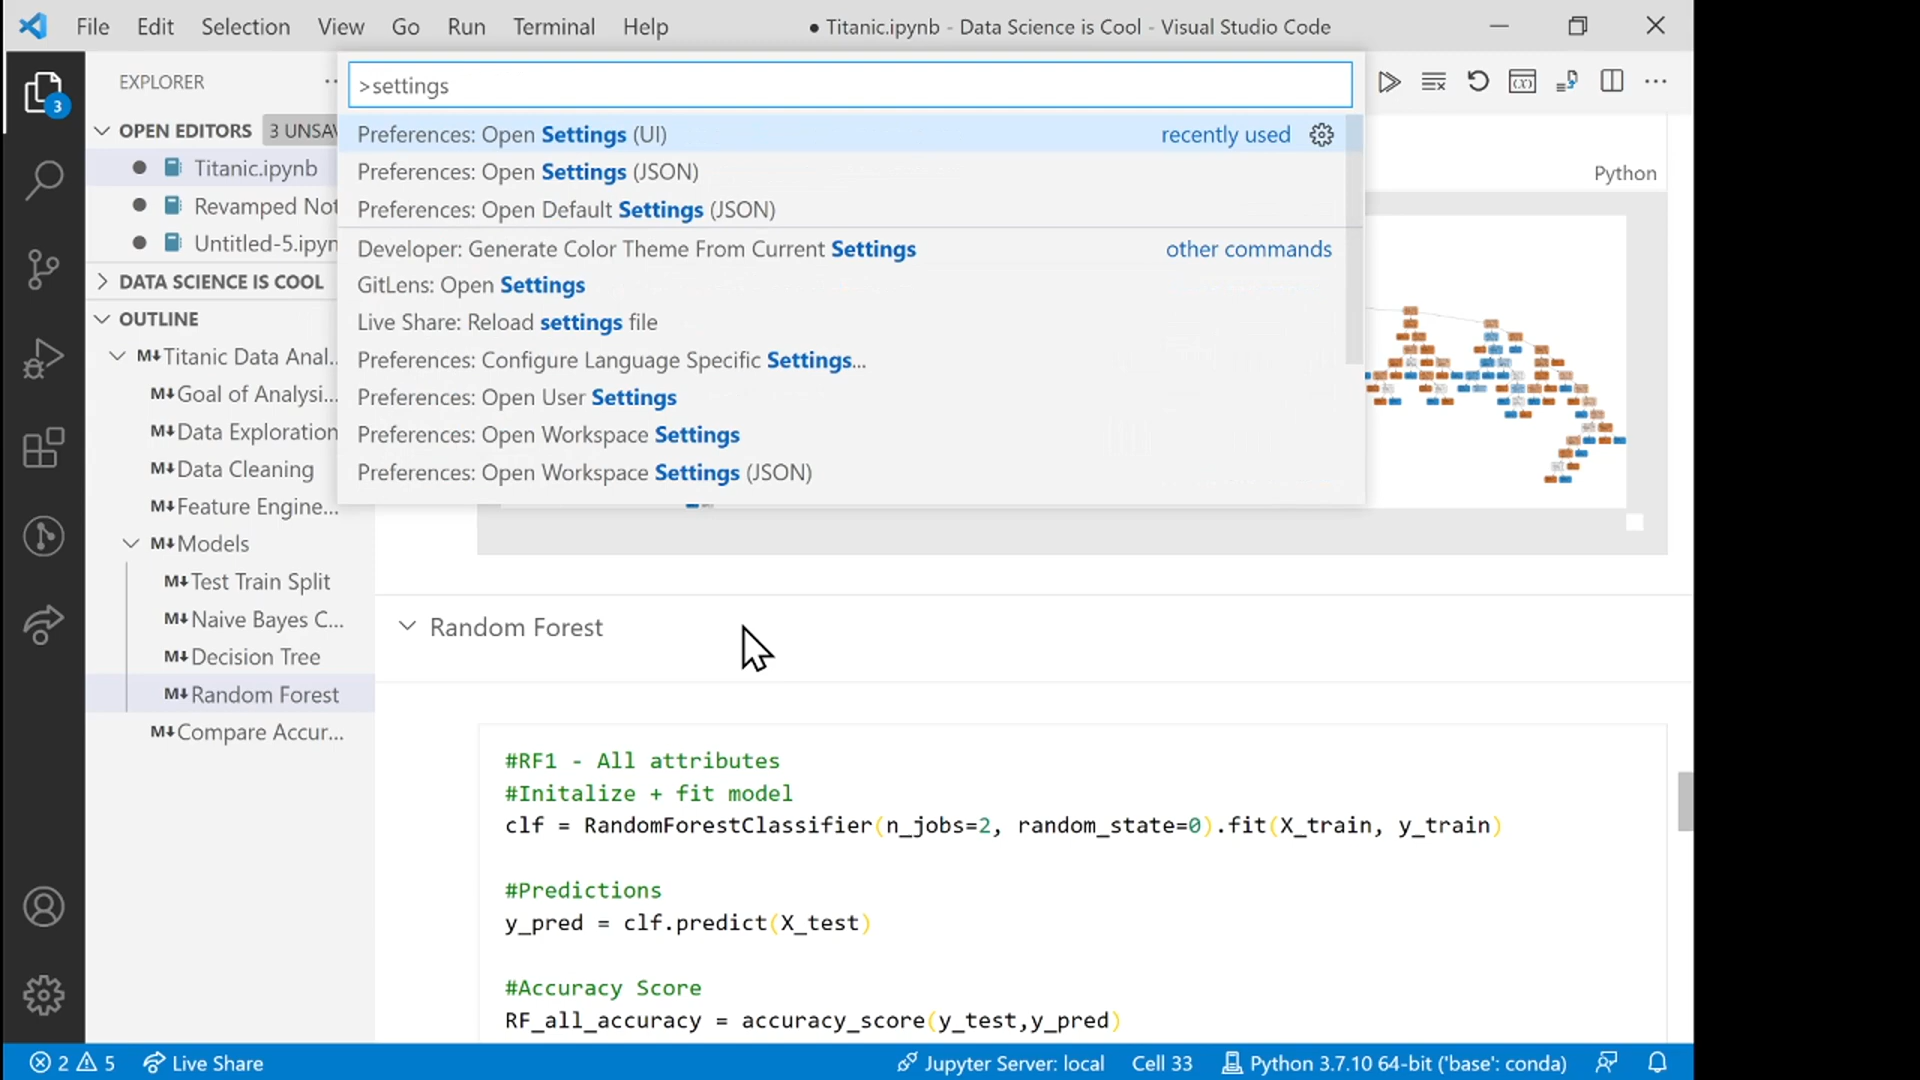 File Edit Selection View Go Run Terminal Help ● Titanic.ipynb - Data Science is Cool - Visual Studio Code
EXPLORER
>settings
3
OPEN EDITORS 3 UNSAV
Preferences: Open Settings (UI) recently used
Titanic.ipynb
Preferences: Open Settings (JSON)
Python
Revamped Not
Preferences: Open Default Settings (JSON)
Untitled-5.ipyn
Developer: Generate Color Theme From Current Settings other commands
DATA SCIENCE IS COOL
GitLens: Open Settings
OUTLINE
Live Share: Reload settings file
M↓Titanic Data Anal...
Preferences: Configure Language Specific Settings...
M↓Goal of Analysi...
Preferences: Open User Settings
M↓Data Exploration
Preferences: Open Workspace Settings
M↓Data Cleaning
Preferences: Open Workspace Settings (JSON)
M↓Feature Engine...
M↓Models
M↓Test Train Split
M↓Naive Bayes C...
M↓Decision Tree
M↓Random Forest
M↓Compare Accur...
Random Forest
#RF1 - All attributes
#Initalize + fit model
clf = RandomForestClassifier(n_jobs=2, random_state=0).fit(X_train, y_train)
#Predictions
y_pred = clf.predict(X_test)
#Accuracy Score
RF_all_accuracy = accuracy_score(y_test,y_pred)
2 5 Live Share Jupyter Server: local Cell 33 Python 3.7.10 64-bit ('base': conda)